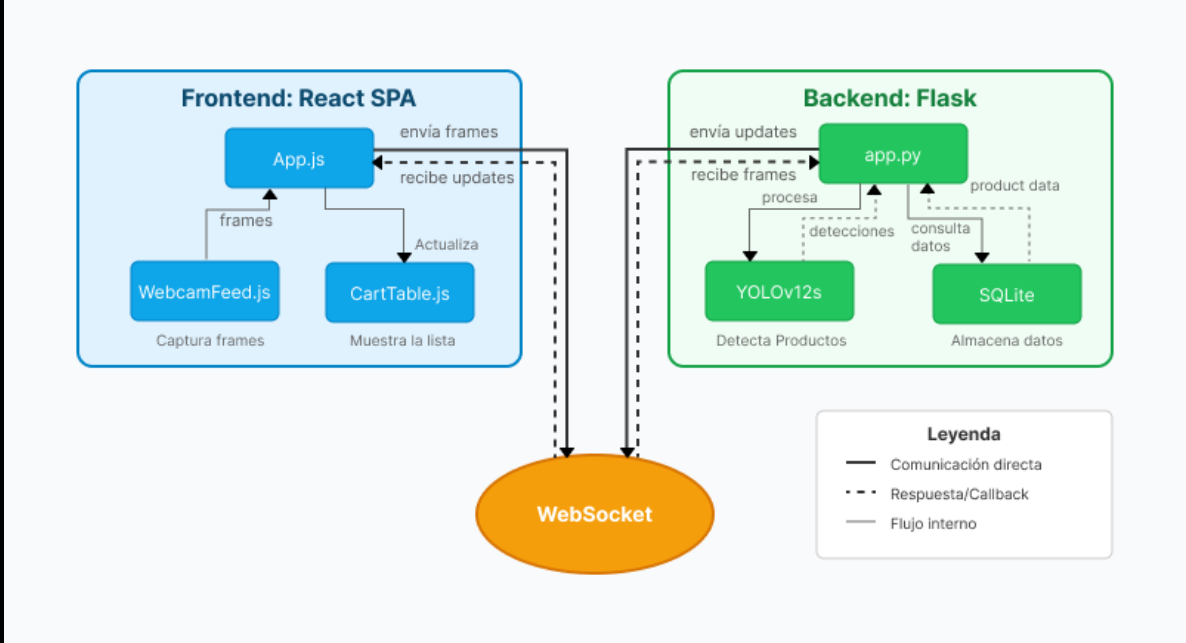 Frontend: React SPA
App.js
envía frames
recibe updates
frames
Actualiza
WebcamFeed.js
CartTable.js
Captura frames
Muestra la lista
Backend: Flask
envía updates
app.py
recibe frames
product data
procesa
detecciones
consulta
datos
YOLOv12s
SQLite
Detecta Productos
Almacena datos
WebSocket
Leyenda
Comunicación directa
Respuesta/Callback
Flujo interno